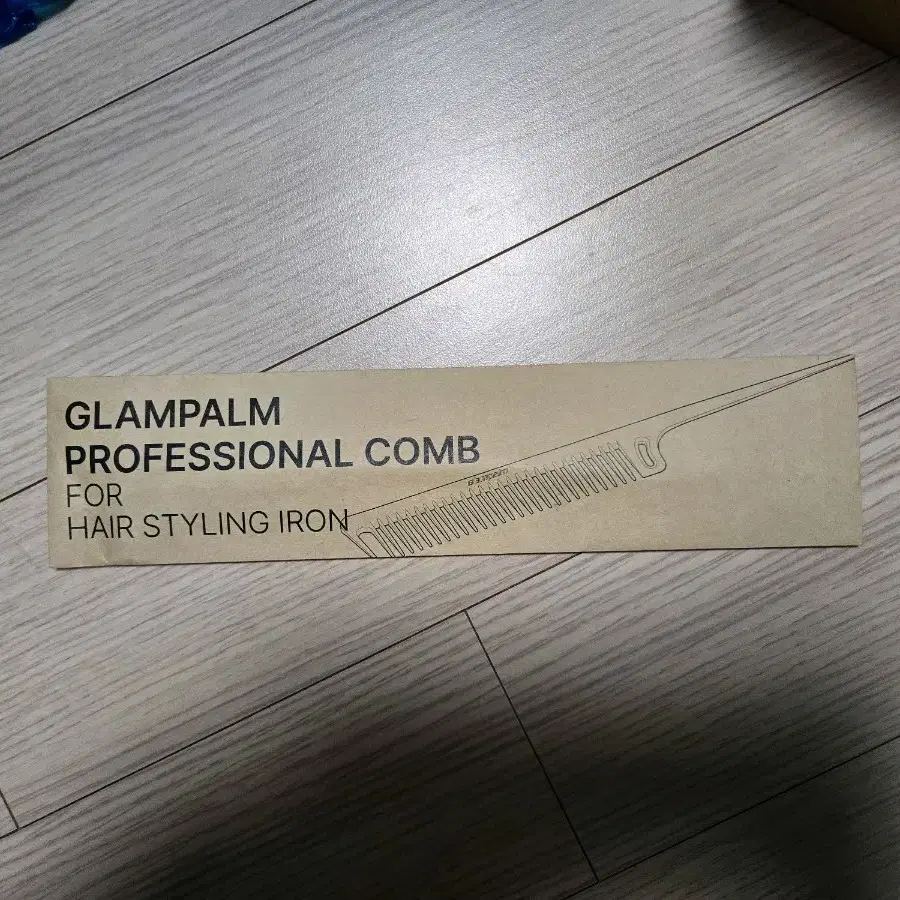 GLAMPALM
PROFESSIONAL COMB
FOR
HAIR STYLING IRON